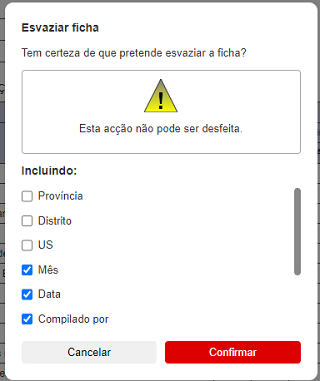 Esvaziar ficha
Tem certeza de que pretende esvaziar a ficha?
Esta acção não pode ser desfeita.
Incluindo:
Província
Distrito
US
Mês
Data
Compilado por
Cancelar
Confirmar